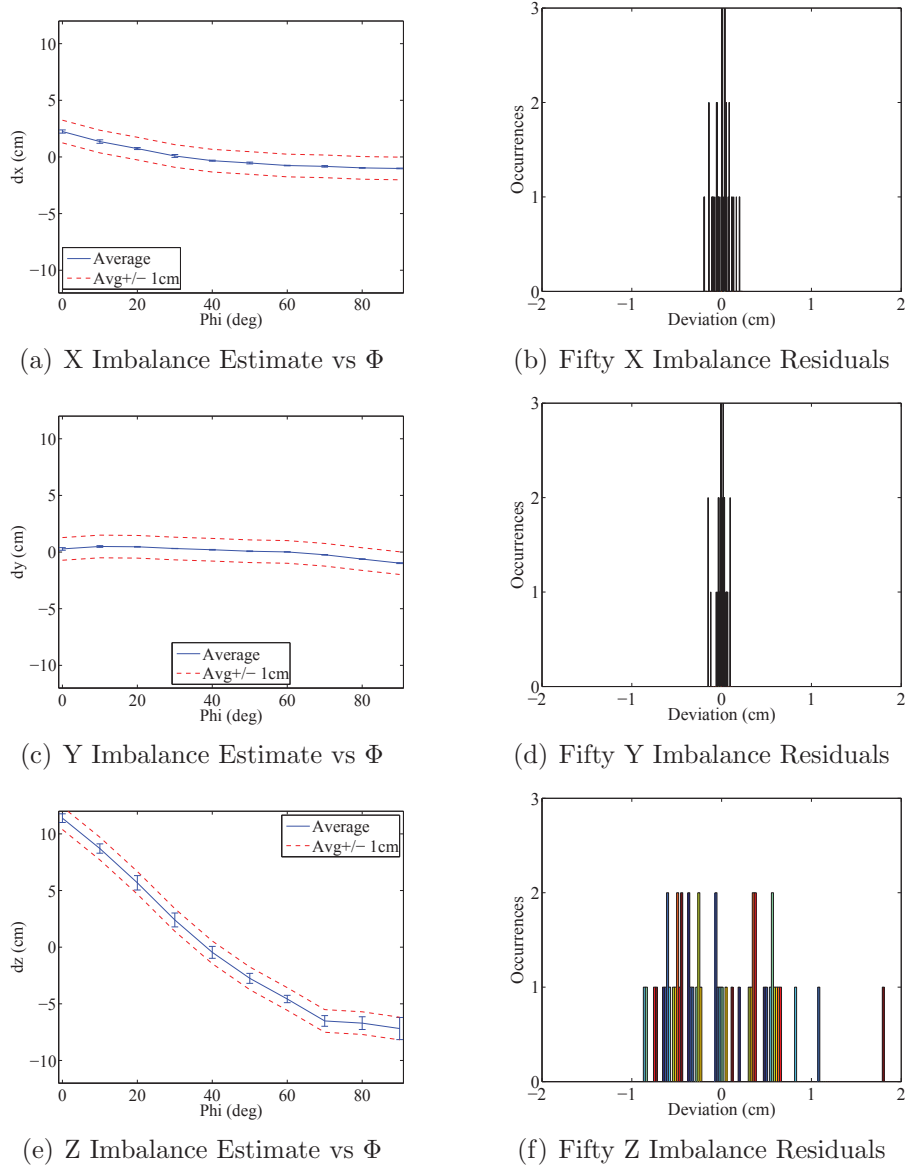 10
5
0
−5
−10
dx (cm)
Average
Avg+/− 1cm
0 20 40 60 80
Phi (deg)
(a) X Imbalance Estimate vs Φ
3
2
1
0
Occurrences
−2 −1 0 1 2
Deviation (cm)
(b) Fifty X Imbalance Residuals
10
5
0
−5
−10
dy (cm)
Average
Avg+/− 1cm
0 20 40 60 80
Phi (deg)
(c) Y Imbalance Estimate vs Φ
3
2
1
0
Occurrences
−2 −1 0 1 2
Deviation (cm)
(d) Fifty Y Imbalance Residuals
10
5
0
−5
−10
dz (cm)
Average
Avg+/− 1cm
0 20 40 60 80
Phi (deg)
(e) Z Imbalance Estimate vs Φ
3
2
1
0
Occurrences
−2 −1 0 1 2
Deviation (cm)
(f) Fifty Z Imbalance Residuals